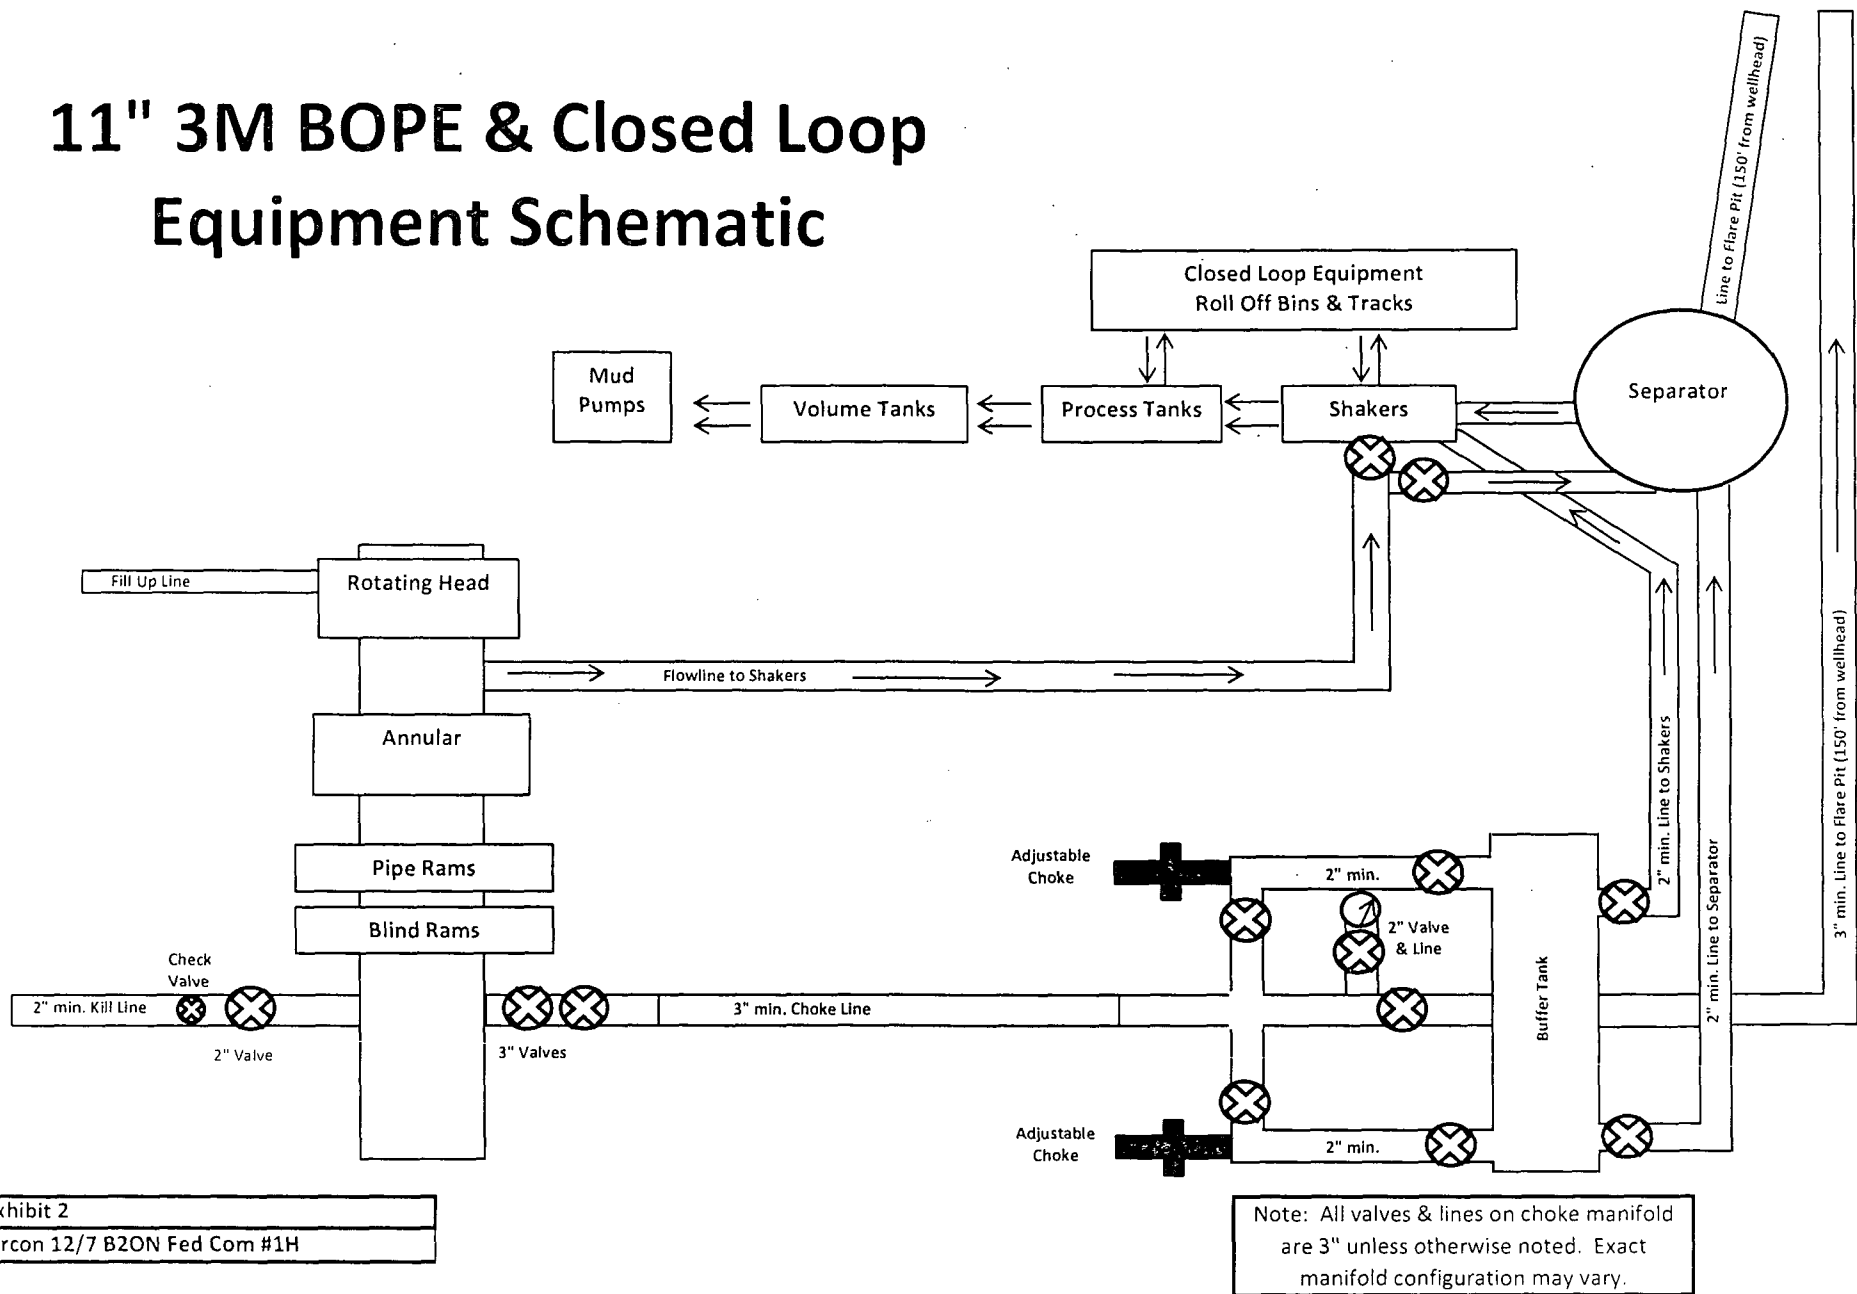 11" 3M BOPE & Closed Loop
Equipment Schematic
Line to Flare Pit (150' from wellhead)
Closed Loop Equipment
Roll Off Bins & Tracks
Mud
Pumps
Volume Tanks
Process Tanks
Shakers
Separator
Fill Up Line
Rotating Head
Flowline to Shakers
Annular
Pipe Rams
Blind Rams
Check
Valve
2" min. Kill Line
2" Valve
3" Valves
3" min. Choke Line
Adjustable
Choke
2" min.
2" Valve
& Line
Adjustable
Choke
2" min.
Buffer Tank
2" min. Line to Shakers
2" min. Line to Separator
3" min. Line to Flare Pit (150' from wellhead)
xhibit 2
rcon 12/7 B2ON Fed Com #1H
Note: All valves & lines on choke manifold
are 3" unless otherwise noted. Exact
manifold configuration may vary.